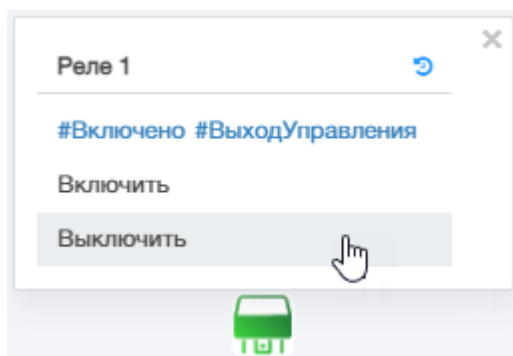 Реле 1
#Включено #ВыходУправления
Включить
Выключить